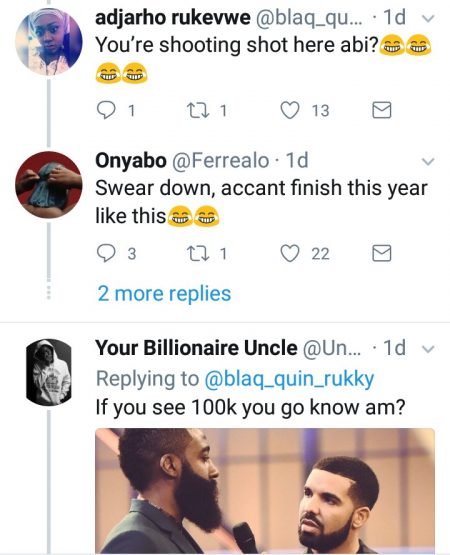 adjarho rukevwe @blaq_qu... · 1d
You're shooting shot here abi?😂😂
😂😂
1 1 13
Onyabo @Ferrealo · 1d
Swear down, accant finish this year
like this😂😂
3 1 22
2 more replies
Your Billionaire Uncle @Un... · 1d
Replying to @blaq_quin_rukky
If you see 100k you go know am?